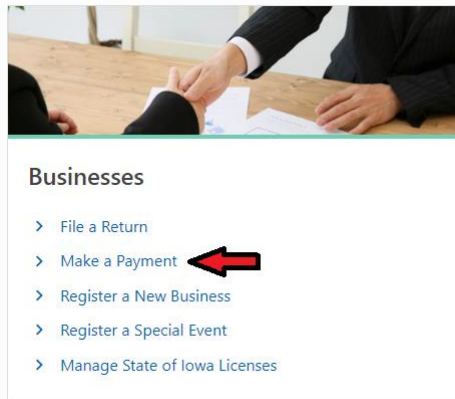 Businesses
File a Return
Make a Payment
Register a New Business
Register a Special Event
Manage State of Iowa Licenses